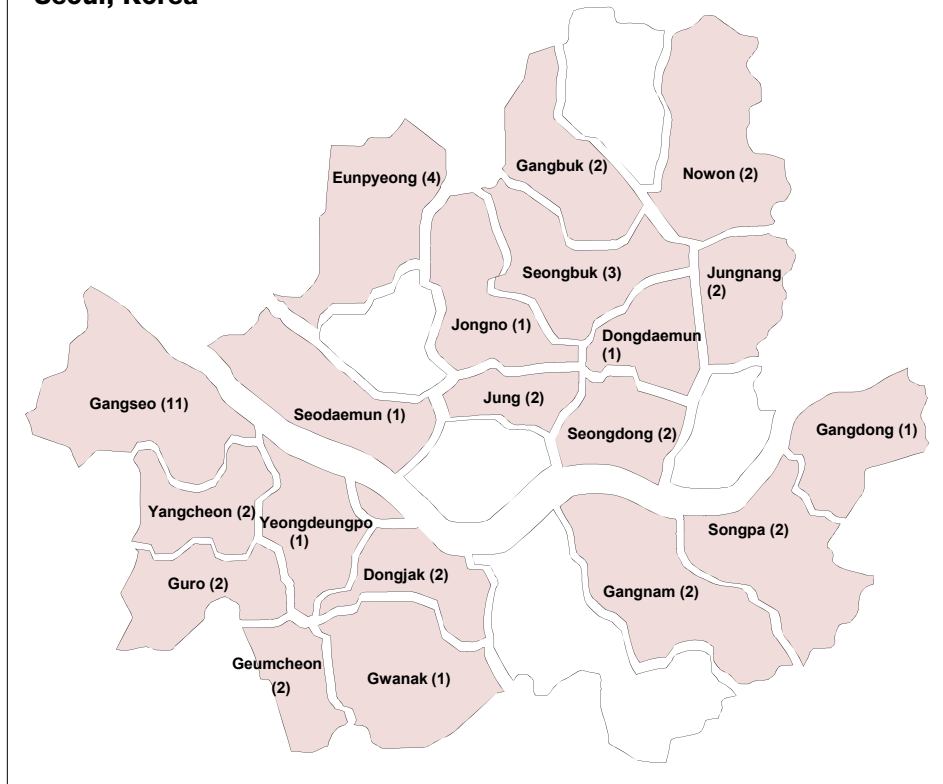 Seoul, Korea
Gangbuk (2)
Nowon (2)
Eunpyeong (4)
Seongbuk (3)
Jungnang
(2)
Jongno (1)
Dongdaemun
(1)
Gangseo (11)
Seodaemun (1)
Jung (2)
Seongdong (2)
Gangdong (1)
Yangcheon (2)
Yeongdeungpo
(1)
Songpa (2)
Guro (2)
Dongjak (2)
Gangnam (2)
Geumcheon
(2)
Gwanak (1)